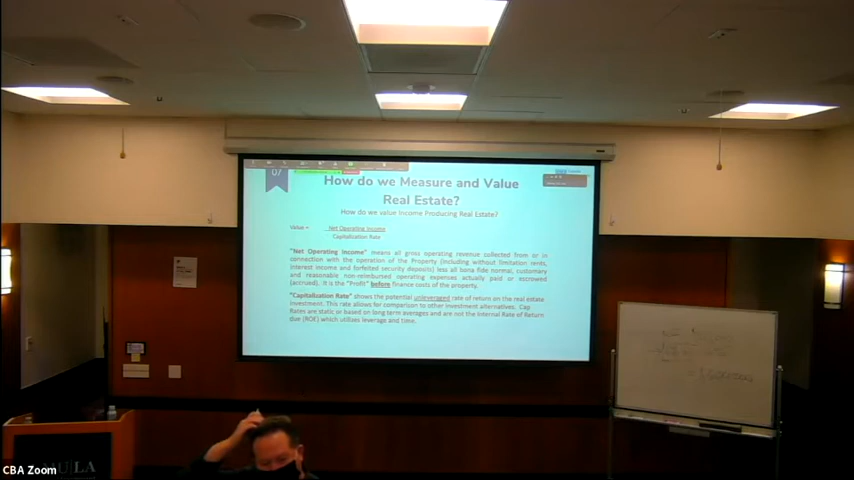 07
How do we Measure and Value
Real Estate?
How do we value Income Producing Real Estate?
Value =
Net Operating Income
Capitalization Rate
"Net Operating Income" means all gross operating revenue collected from or in
connection with the operation of the Property (including without limitation rents,
interest income and forfeited security deposits) less all bona fide normal, customary
and reasonable non-reimbursed operating expenses actually paid or escrowed
(accrued). It is the "Profit" before finance costs of the property.
"Capitalization Rate" shows the potential unleveraged rate of return on the real estate
investment. This rate allows for comparison to other investment alternatives. Cap
Rates are static or based on long term averages and are not the Internal Rate of Return
which utilizes leverage and time.
LA
CBA Zoom